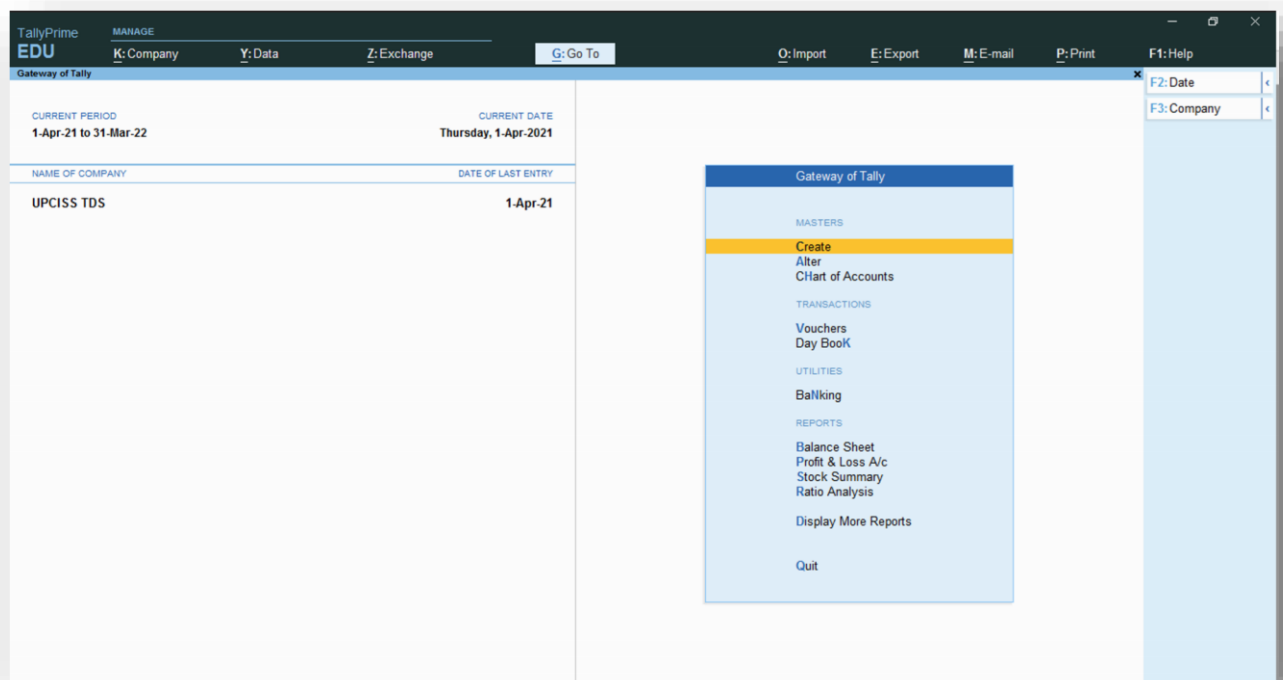 TallyPrime
EDU
MANAGE
K: Company Y: Data Z: Exchange G: Go To O: Import E: Export M: E-mail P: Print F1: Help
Gateway of Tally
F2: Date
F3: Company
CURRENT PERIOD CURRENT DATE
1-Apr-21 to 31-Mar-22 Thursday, 1-Apr-2021
NAME OF COMPANY DATE OF LAST ENTRY
UPCISS TDS 1-Apr-21
Gateway of Tally
MASTERS
Create
Alter
CHart of Accounts
TRANSACTIONS
Vouchers
Day BooK
UTILITIES
BaNking
REPORTS
Balance Sheet
Profit & Loss A/c
Stock Summary
Ratio Analysis
Display More Reports
Quit